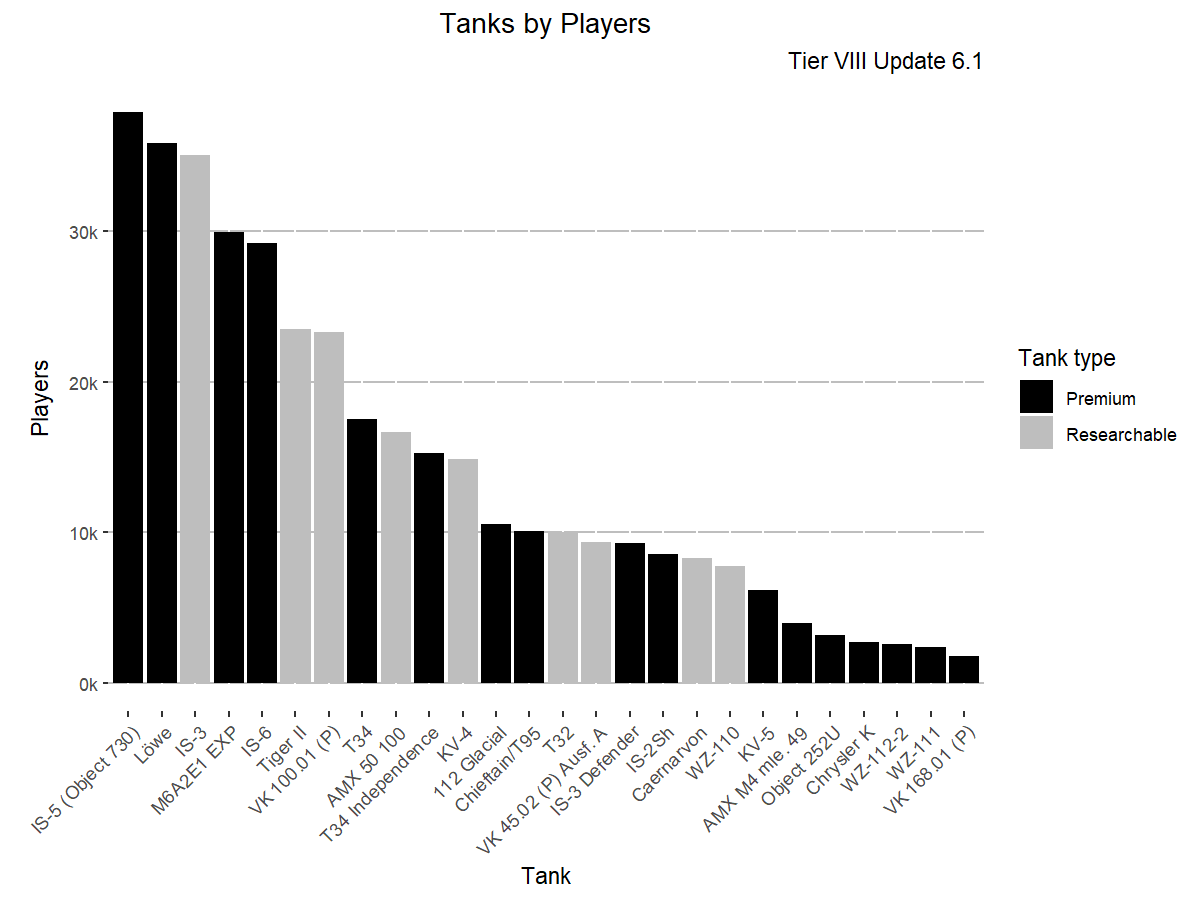 Tanks by Players
Tier VIII Update 6.1
Players
30k
20k
10k
0k
IS-5 (Object 730)
Löwe
IS-3
M6A2E1 EXP
IS-6
Tiger II
VK 100.01 (P)
T34
AMX 50 100
T34 Independence
KV-4
112 Glacial
Chieftain/T95
T32
VK 45.02 (P) Ausf. A
IS-3 Defender
IS-2Sh
Caernarvon
WZ-110
KV-5
AMX M4 mle. 49
Object 252U
Chrysler K
WZ-112-2
WZ-111
VK 168.01 (P)
Tank
Tank type
Premium
Researchable